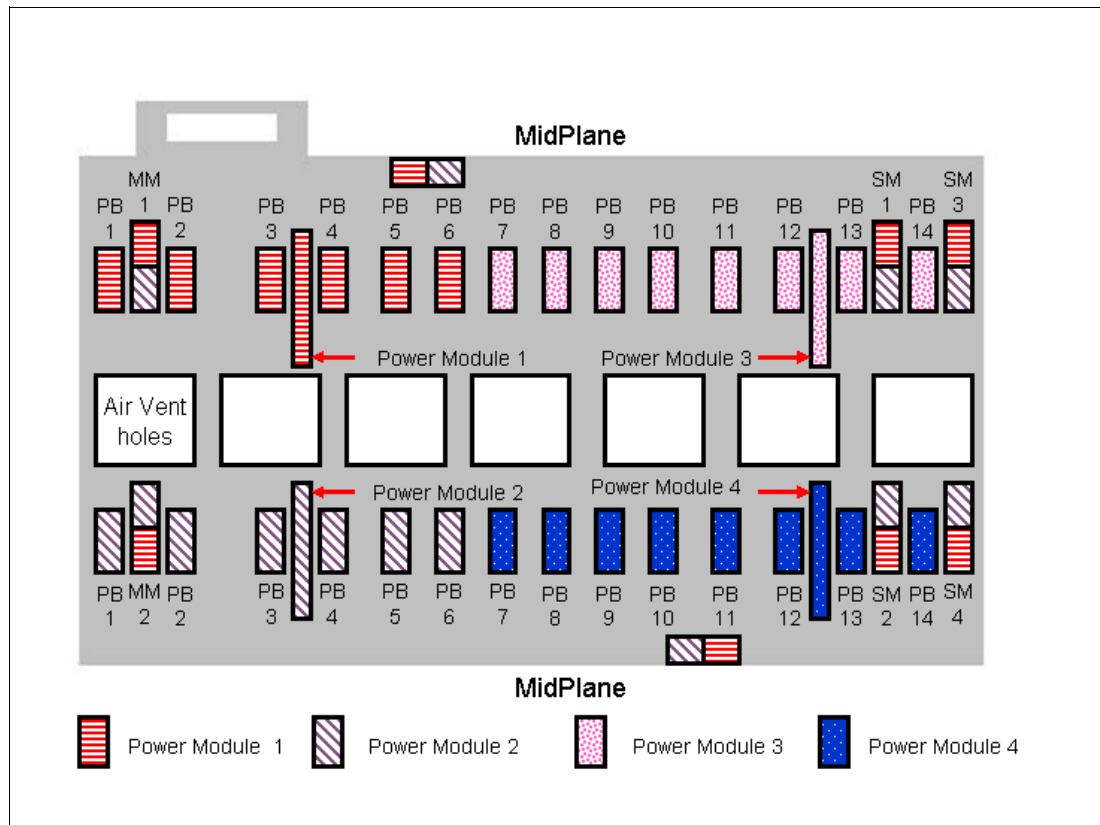 MidPlane
MM SM SM
PB 1 PB PB PB PB PB PB PB PB PB PB PB PB 1 PB 3
1 2 3 4 5 6 7 8 9 10 11 12 13 14
Power Module 1 Power Module 3
Air Vent
holes
Power Module 2 Power Module 4
PB MM PB PB PB PB PB PB PB PB PB PB PB PB SM PB SM
1 2 2 3 4 5 6 7 8 9 10 11 12 13 2 14 4
MidPlane
Power Module 1 Power Module 2 Power Module 3 Power Module 4